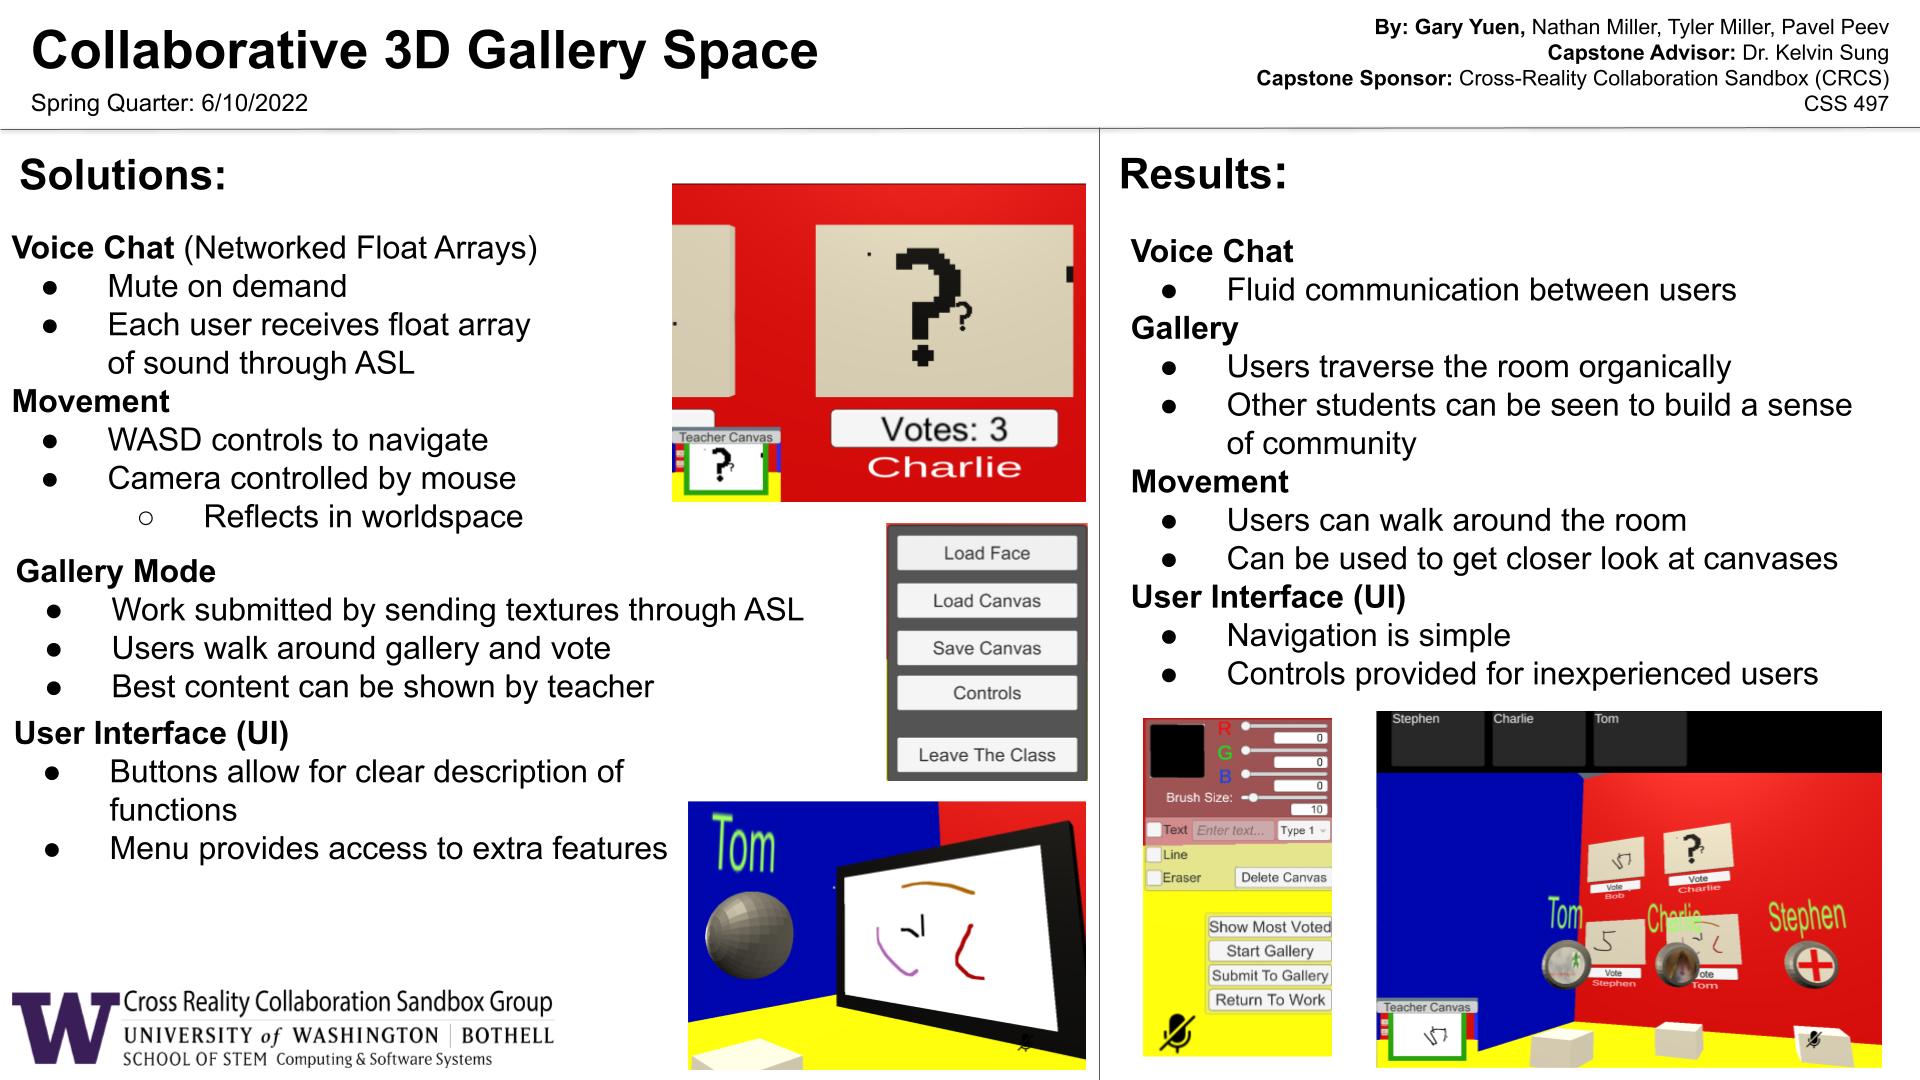 Collaborative 3D Gallery Space
Spring Quarter: 6/10/2022
By: Gary Yuen, Nathan Miller, Tyler Miller, Pavel Peev
Capstone Advisor: Dr. Kelvin Sung
Capstone Sponsor: Cross-Reality Collaboration Sandbox (CRCS)
CSS 497
Solutions:
Voice Chat (Networked Float Arrays)
● Mute on demand
● Each user receives float array
of sound through ASL
Movement
● WASD controls to navigate
● Camera controlled by mouse
○ Reflects in worldspace
Gallery Mode
● Work submitted by sending textures through ASL
● Users walk around gallery and vote
● Best content can be shown by teacher
User Interface (UI)
● Buttons allow for clear description of
functions
● Menu provides access to extra features
?
?
Votes: 3
Charlie
Teacher Canvas
??
Load Face
Load Canvas
Save Canvas
Controls
Leave The Class
Tom
W Cross Reality Collaboration Sandbox Group
UNIVERSITY of WASHINGTON | BOTHELL
SCHOOL OF STEM Computing & Software Systems
Results:
Voice Chat
● Fluid communication between users
Gallery
● Users traverse the room organically
● Other students can be seen to build a sense
of community
Movement
● Users can walk around the room
● Can be used to get closer look at canvases
User Interface (UI)
● Navigation is simple
● Controls provided for inexperienced users
R 0
G 0
B 0
Brush Size:
10
Text Enter text... Type 1
Line
Eraser Delete Canvas
Show Most Voted
Start Gallery
Submit To Gallery
Return To Work
Stephen Charlie Tom
?
Vote Vote
Bob Charlie
Tom Charlie Stephen
5
Vote ote
Stephen Tom
Teacher Canvas